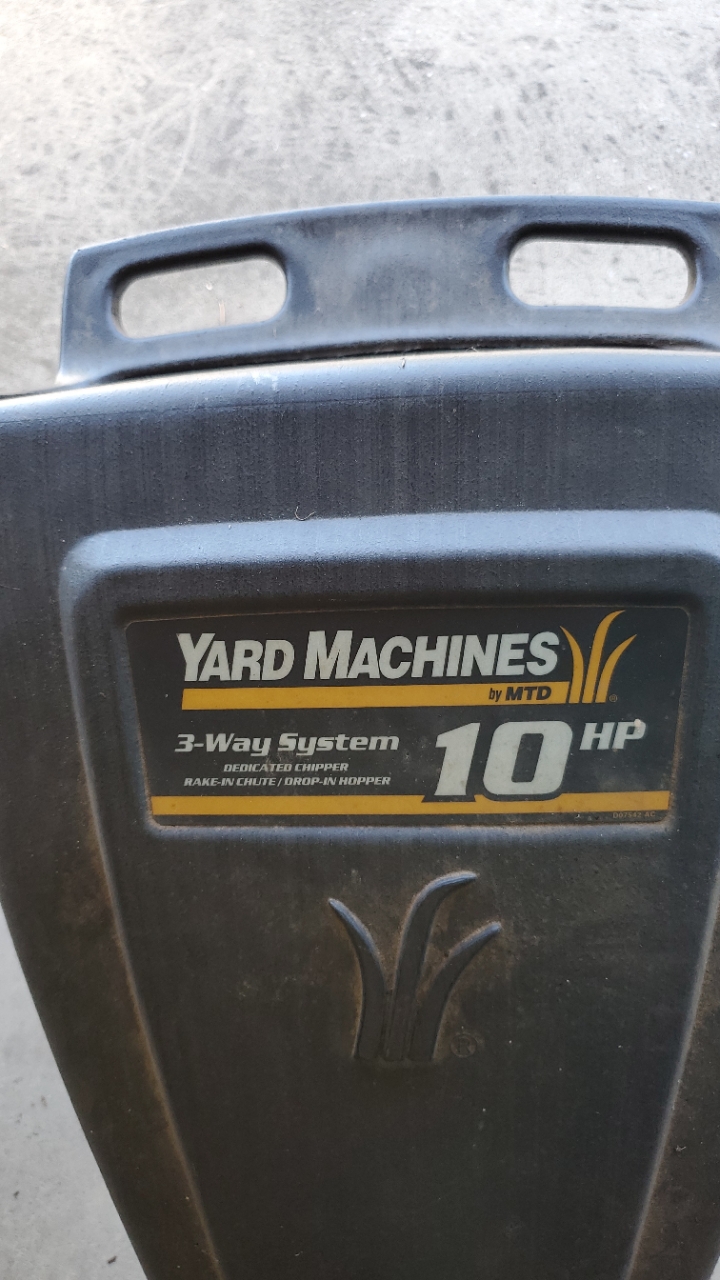 YARD MACHINES
by MTD
3-Way System
10 HP
DEDICATED CHIPPER
RAKE-IN CHUTE / DROP-IN HOPPER
®